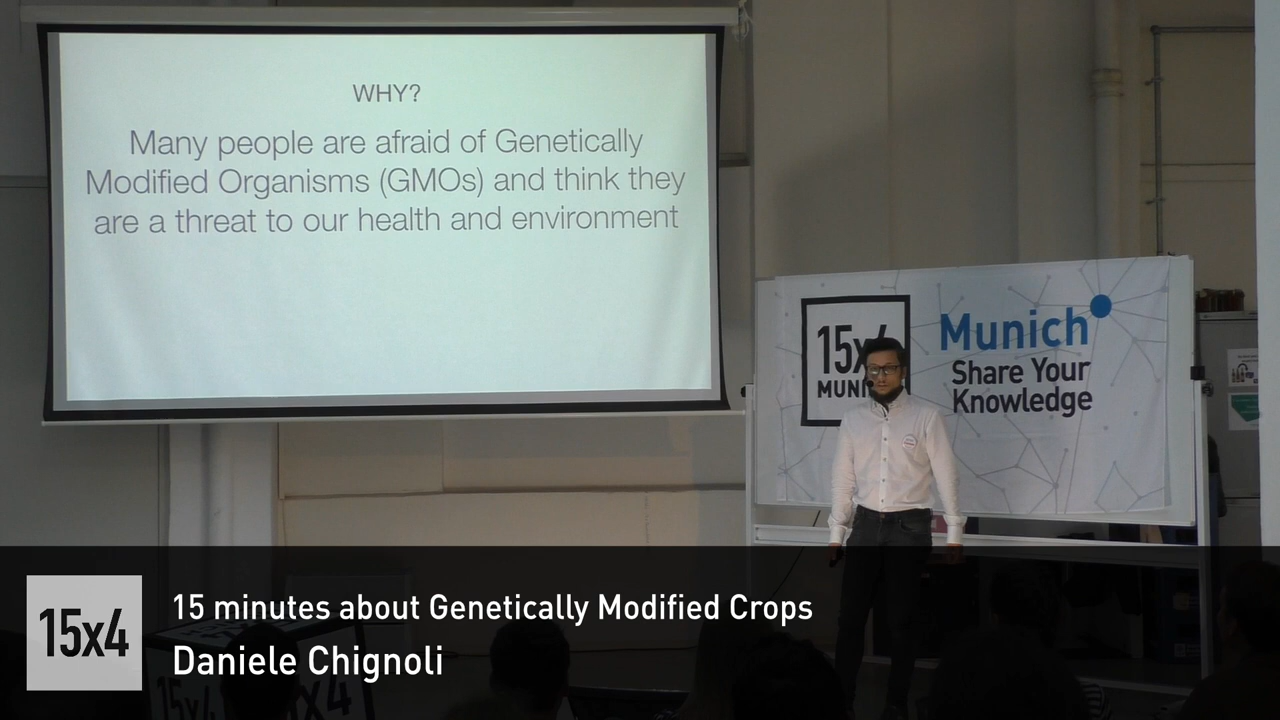 WHY?
Many people are afraid of Genetically
Modified Organisms (GMOs) and think they
are a threat to our health and environment
15x4
MUNI
Munich
Share Your
Knowledge
15x4
15 minutes about Genetically Modified Crops
Daniele Chignoli